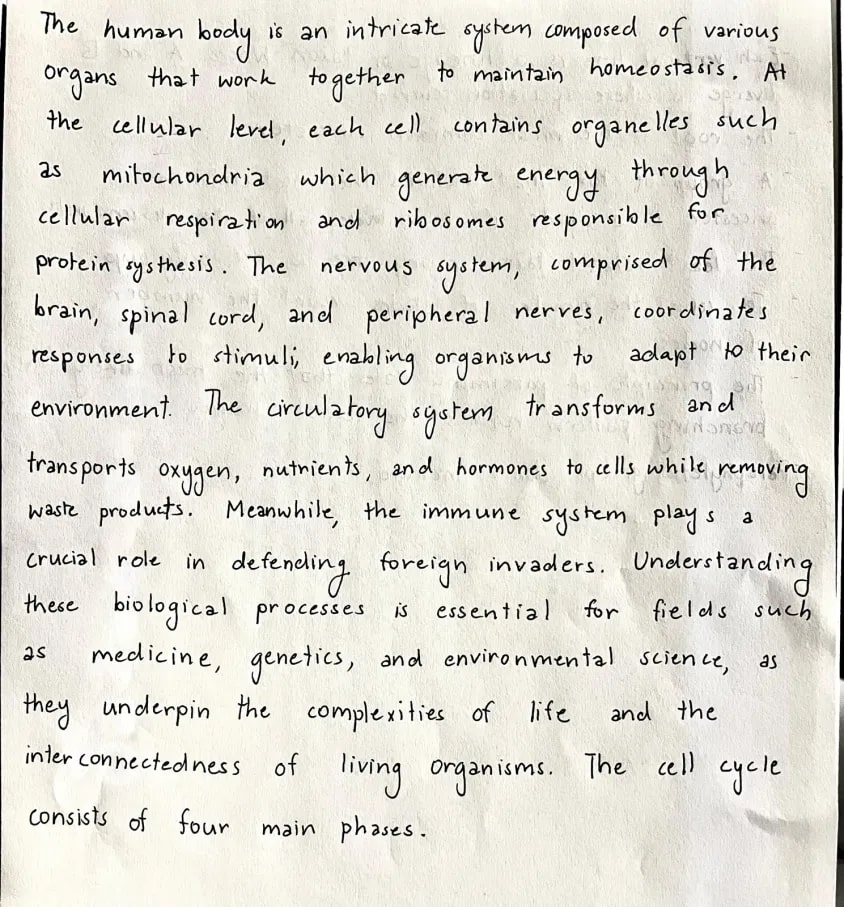 The human body is an intricate system composed of various
organs that work together to maintain homeostasis. At
the cellular level, each cell contains organelles such
as mitochondria which generate energy through
cellular respiration and ribosomes responsible for
protein systhesis. The nervous system, comprised of the
brain, spinal cord, and peripheral nerves, coordinates
responses to stimuli, enabling organisms to adapt to their
environment. The circulatory system transforms and
transports oxygen, nutrients, and hormones to cells while removing
waste products. Meanwhile, the immune system plays a
crucial role in defending foreign invaders. Understanding
these biological processes is essential for fields such
as medicine, genetics, and environmental science, as
they underpin the complexities of life and the
interconnectedness of living organisms. The cell cycle
consists of four main phases.